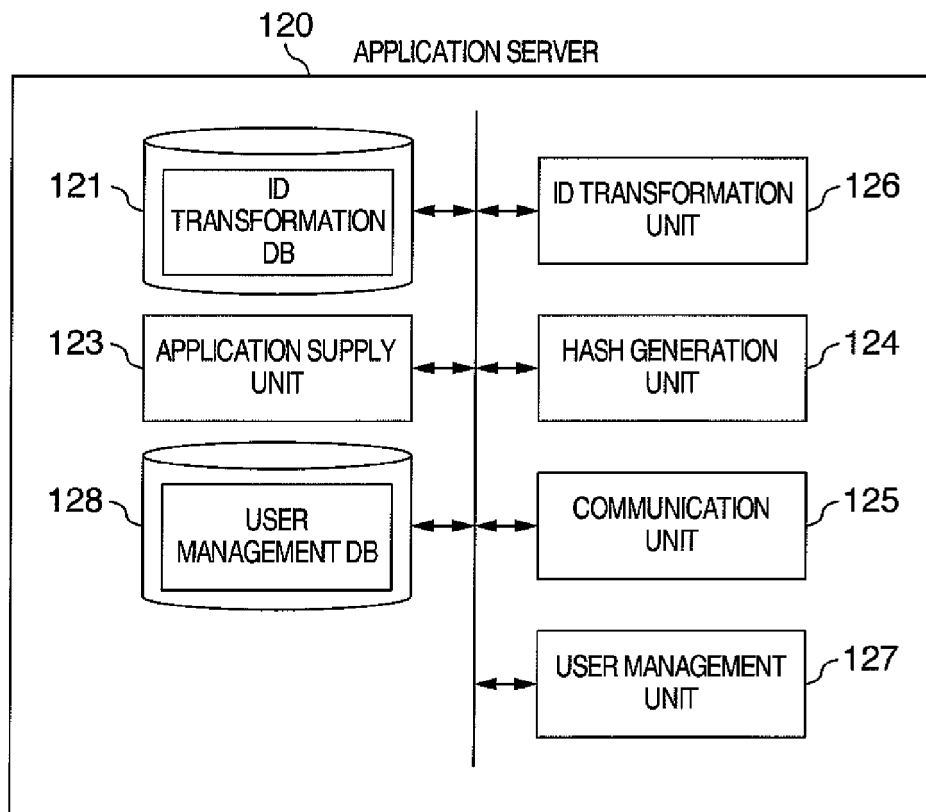 120
APPLICATION SERVER
121
ID
TRANSFORMATION
DB
ID TRANSFORMATION
UNIT
126
123
APPLICATION SUPPLY
UNIT
HASH GENERATION
UNIT
124
128
USER
MANAGEMENT DB
COMMUNICATION
UNIT
125
USER MANAGEMENT
UNIT
127